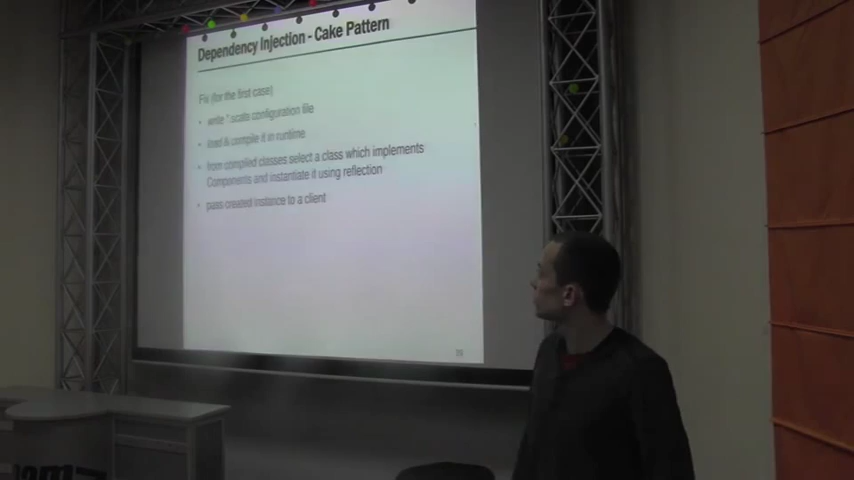 Dependency Injection - Cake Pattern
Fix (for the first case)
• write *.scala configuration file
• load & compile it in runtime
• from compiled classes select a class which implements
Components and instantiate it using reflection
• pass created instance to a client